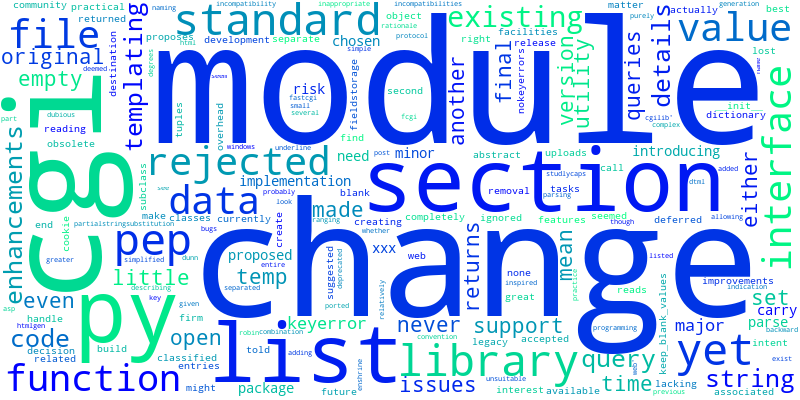 module
change
cgi
section
list
py
standard
library
rejected
function
file
data
existing
value
interface
yet
pep
code
original
empty
enhancements
even
little
open
temp
made
support
query
string
set
time
major
issues
never
returns
mean
final
another
version
utility
queries
details
templating
either
introducing
risk
need
minor
implementation
proposed
keyerror
xxx
package
parse
carry
community
practical
returned
proposes
html
development
separate
chosen
object
rationale
protocol
right
facilities
release
matter
naming
purely
generation
best
actually
lost
incompatibility
inappropriate
incompatibilities
destination
deemed
degrees
part
dubious
reading
obsolete
tuples
overhead
fastcgi
small
several
simple
fieldstorage
second
fcgi
nokeyerrors
__init__
dictionary
cgilib'
complex
find
windows
underline
post
abstract
studlycaps
uploads
tasks
parsing
call
dtml
added
removal
allowing
blank
creating
completely
ignored
features
seemed
though
deferred
listed
improvements
indication
inspired
none
great
reads
practice
programming
keep_blank_values
backward
intent
lacking
exist
associated
previous
unsuitable
web
interest
available
accepted
legacy
convention
relatively
ported
deprecated
ranging
suggested
whether
look
probably
create
entire
bugs
separated
currently
classes
make
subclass
cookie
end
partialstringsubstitution
greater
simplified
dunn
describing
key
given
asp
htmlgen
handle
build
firm
robin
combination
told
adding
enshrine
future
might
entries
classified
decision
related